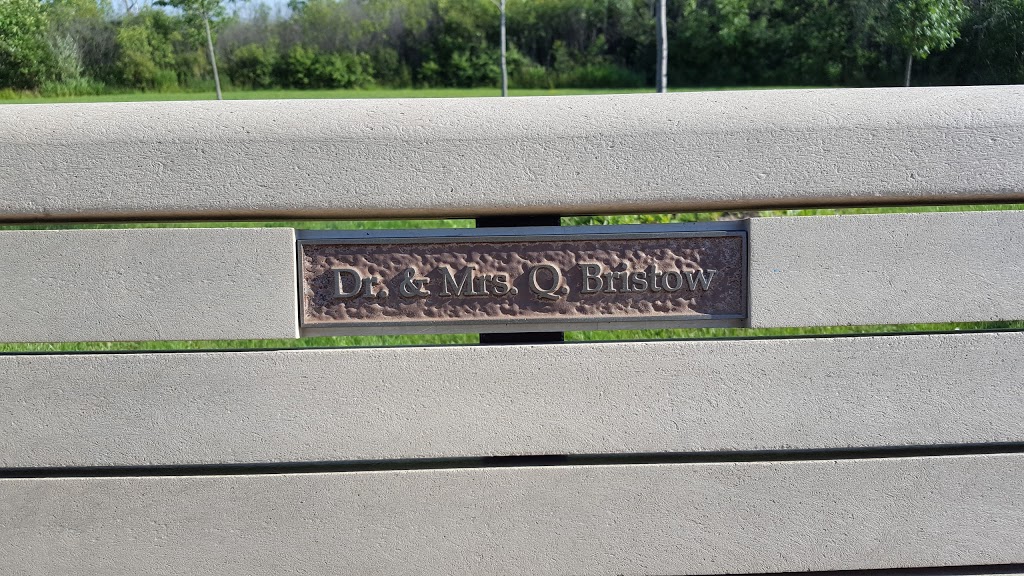 Dr. & Mrs. Q. Bristow